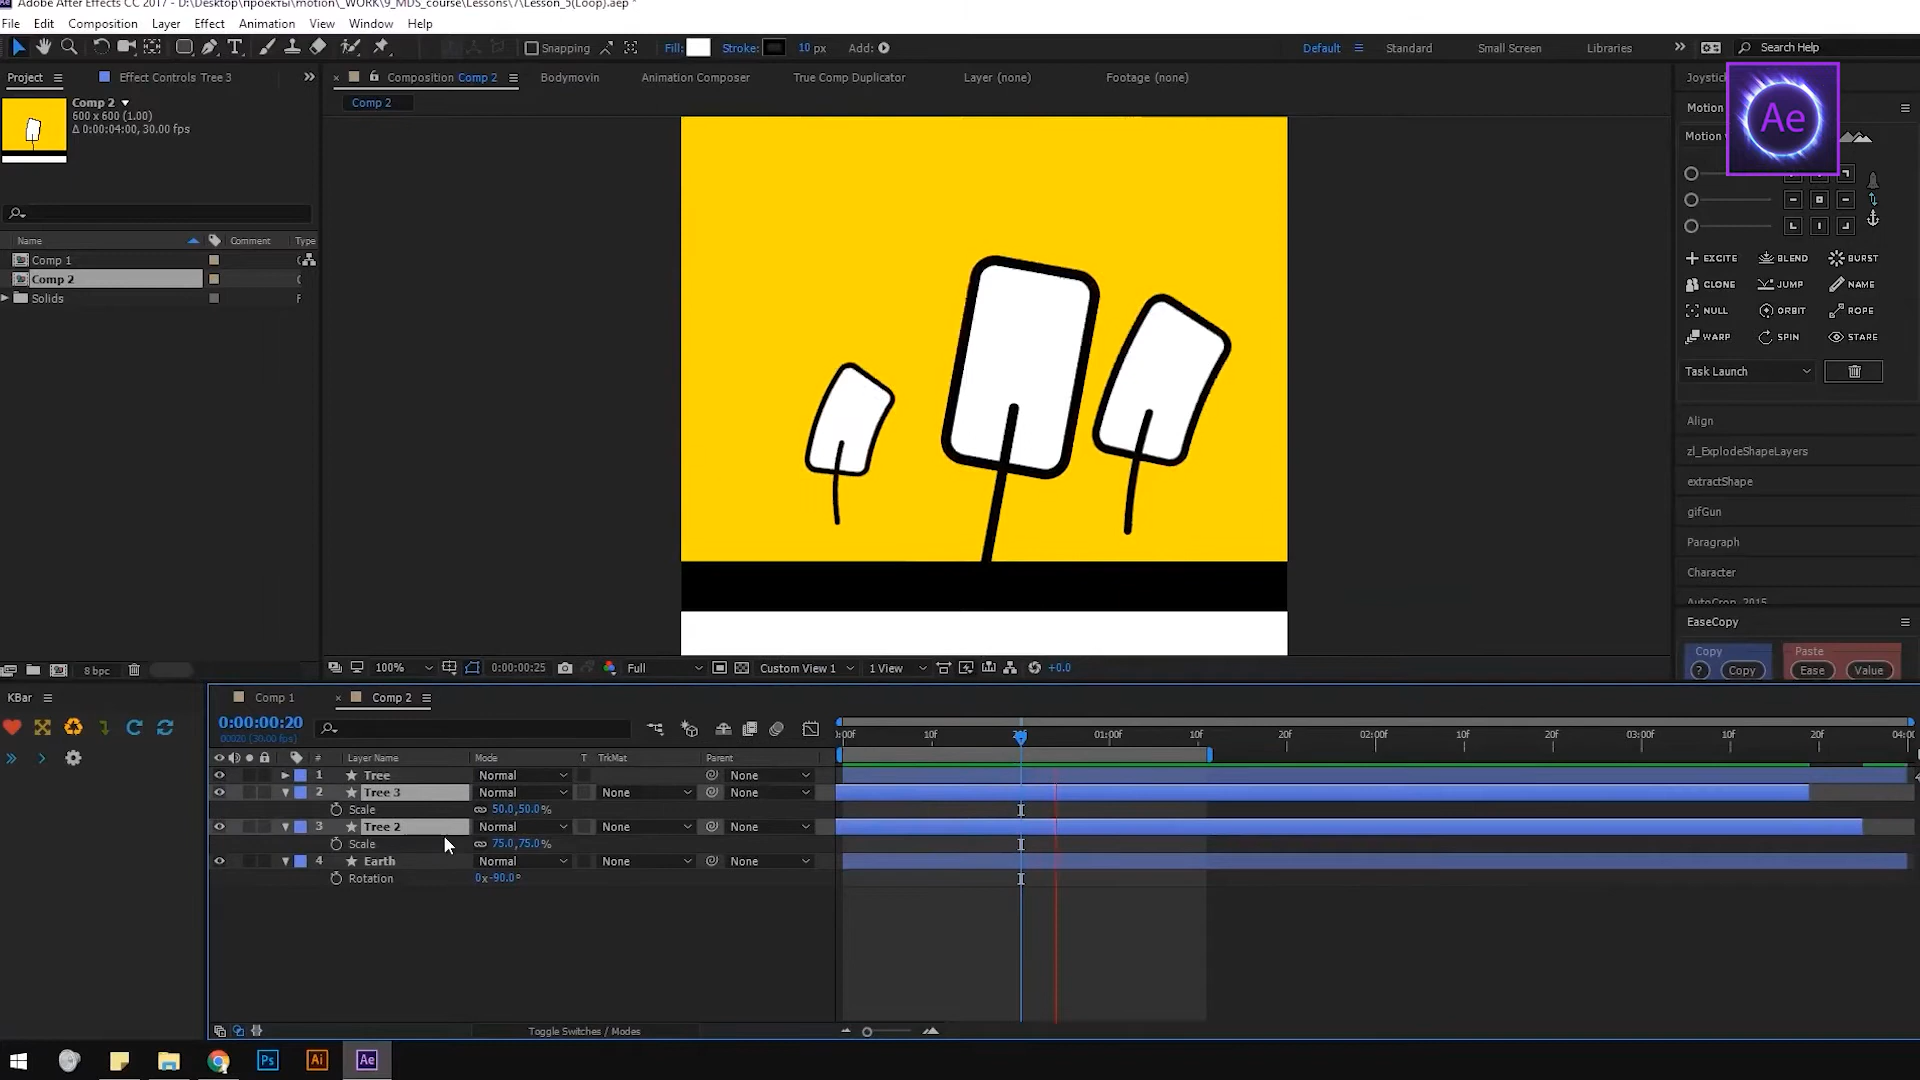 Adobe After Effects CC 2017 - D:\Desktop\проекты\motion\_WORK\9_MDS_course\Lessons\7\Lesson_5(Loop).aep *
File Edit Composition Layer Effect Animation View Window Help
Snapping Fill: Stroke: 10 px Add: Default Standard Small Screen Libraries Search Help
Project Effect Controls Tree 3 Composition Comp 2 Bodymovin Animation Composer True Comp Duplicator Layer (none) Footage (none)
Comp 2
Comp 2
600 x 600 (1.00)
Δ 0:00:04:00, 30.00 fps
Name Comment Type
Comp 1
Comp 2
Solids F
8 bpc
100% 0:00:00:25 Full Custom View 1 1 View +0.0
Motion
Motion
Ae
EXCITE BLEND BURST
CLONE JUMP NAME
NULL ORBIT ROPE
WARP SPIN STARE
Task Launch
Align
zl_ExplodeShapeLayers
extractShape
gifGun
Paragraph
Character
AutoCrop_2015
EaseCopy
Copy Paste
? Copy Ease Value
KBar
Comp 1 Comp 2
0:00:00:20
00020 (30.00 fps)
:00f 10f 01:00f 10f 20f 02:00f 10f 20f 03:00f 10f 20f 04:00
# Layer Name Mode T TrkMat Parent
1 Tree Normal None
2 Tree 3 Normal None None
Scale 50.0,50.0%
3 Tree 2 Normal None None
Scale 75.0,75.0%
4 Earth Normal None None
Rotation 0x-90.0°
Toggle Switches / Modes
Ps Ai Ae